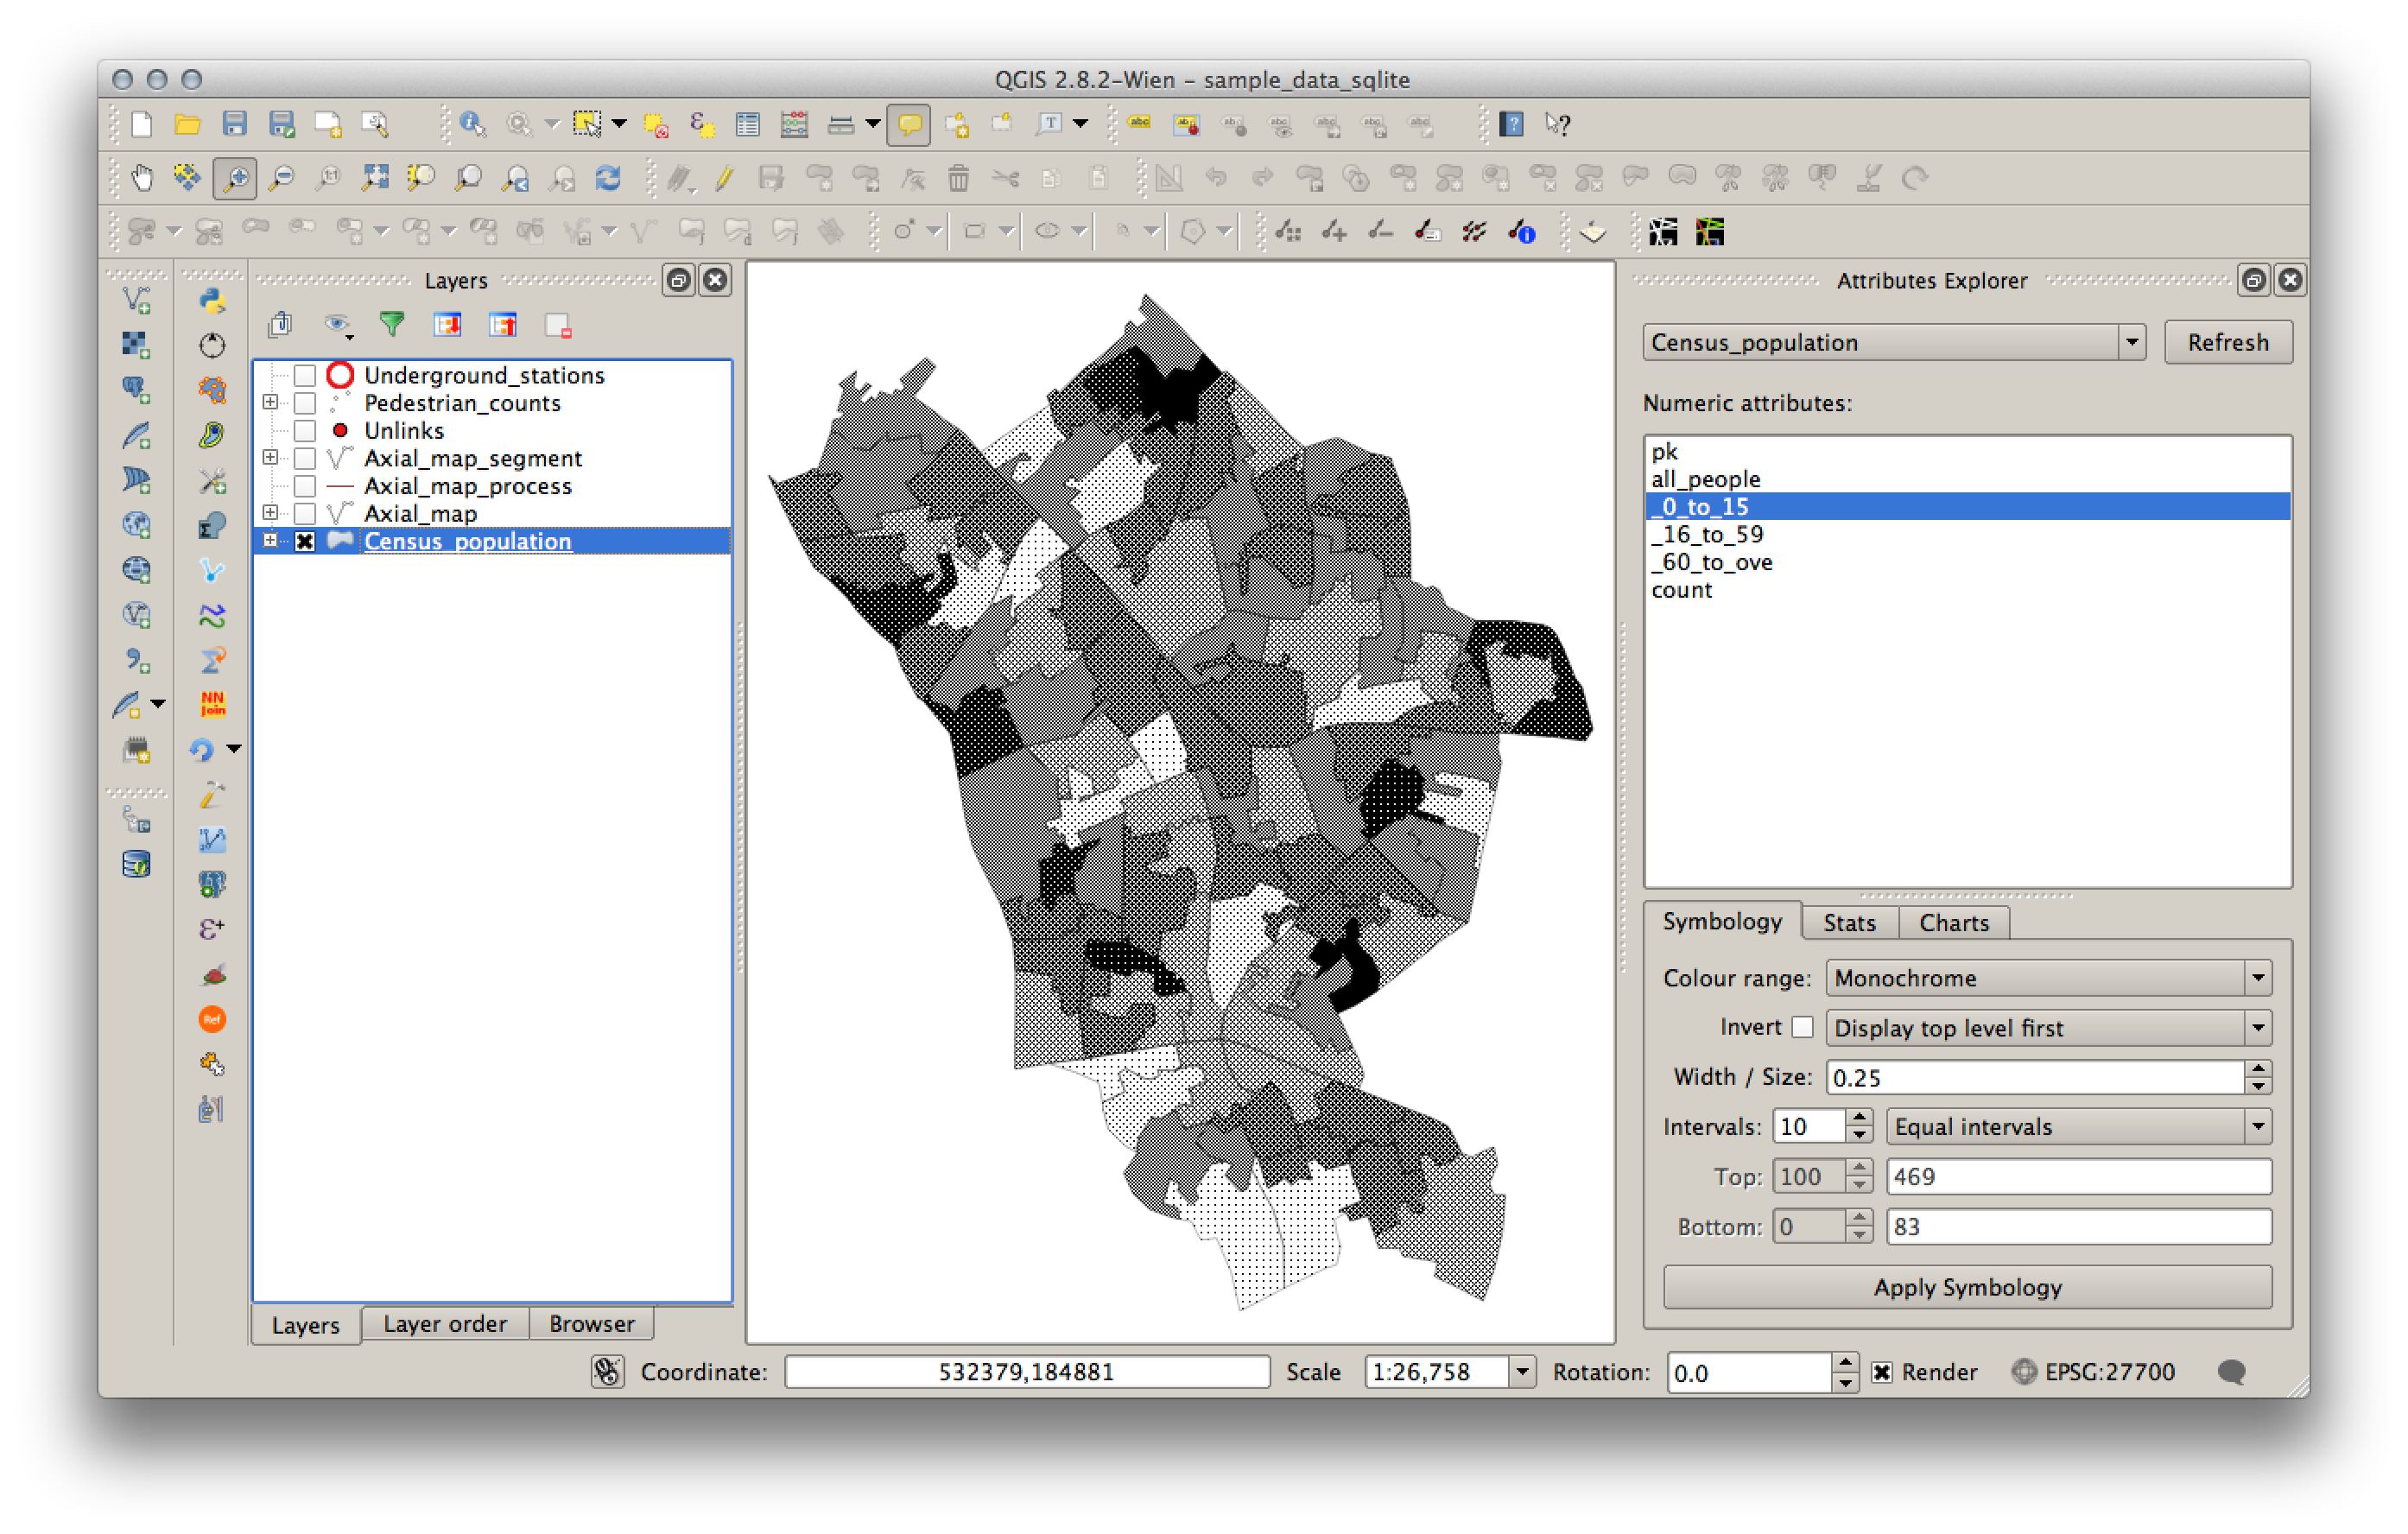 QGIS 2.8.2-Wien - sample_data_sqlite
Layers
Underground_stations
Pedestrian_counts
Unlinks
Axial_map_segment
Axial_map_process
Axial_map
Census_population
NN
Join
Ref
Layers Layer order Browser
Attributes Explorer
Census_population Refresh
Numeric attributes:
pk
all_people
_0_to_15
_16_to_59
_60_to_ove
count
Symbology Stats Charts
Colour range: Monochrome
Invert Display top level first
Width / Size: 0.25
Intervals: 10 Equal intervals
Top: 100 469
Bottom: 0 83
Apply Symbology
Coordinate: 532379,184881 Scale 1:26,758 Rotation: 0.0 Render EPSG:27700